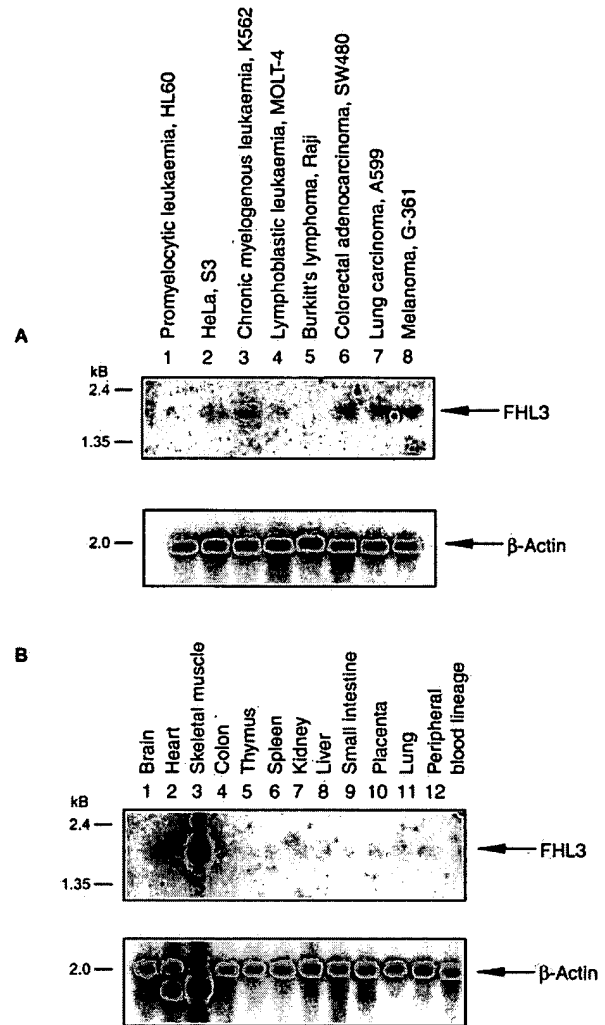 A
Promyelocytic leukaemia, HL60
HeLa, S3
Chronic myelogenous leukaemia, K562
Lymphoblastic leukaemia, MOLT-4
Burkitt's lymphoma, Raji
Colorectal adenocarcinoma, SW480
Lung carcinoma, A599
Melanoma, G-361
1 2 3 4 5 6 7 8
kB
2.4
1.35
FHL3
2.0
β-Actin
B
Brain
Heart
Skeletal muscle
Colon
Thymus
Spleen
Kidney
Liver
Small intestine
Placenta
Lung
Peripheral
blood lineage
1 2 3 4 5 6 7 8 9 10 11 12
kB
2.4
1.35
FHL3
2.0
β-Actin